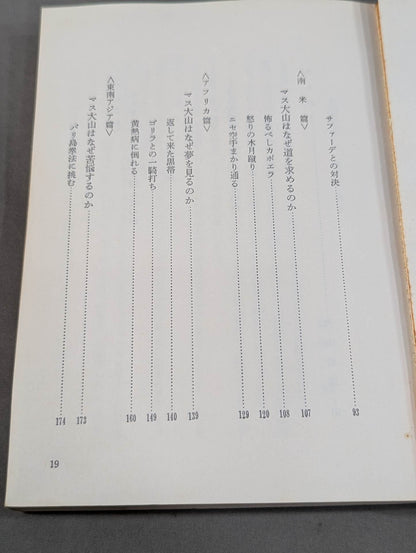 サファーデとの対決……93
〈南米篇〉
マス大山はなぜ道を求めるのか……107
怖るべしカポエラ……108
怒りの水月蹴り……120
ニセ空手まかり通る……129
〈アフリカ篇〉
マス大山はなぜ夢を見るのか……139
返して来た黒帯……140
ゴリラとの一騎打ち……149
黄熱病に倒れる……160
〈東南アジア篇〉
マス大山はなぜ苦悩するのか……173
バリ島拳法に挑む……174
19